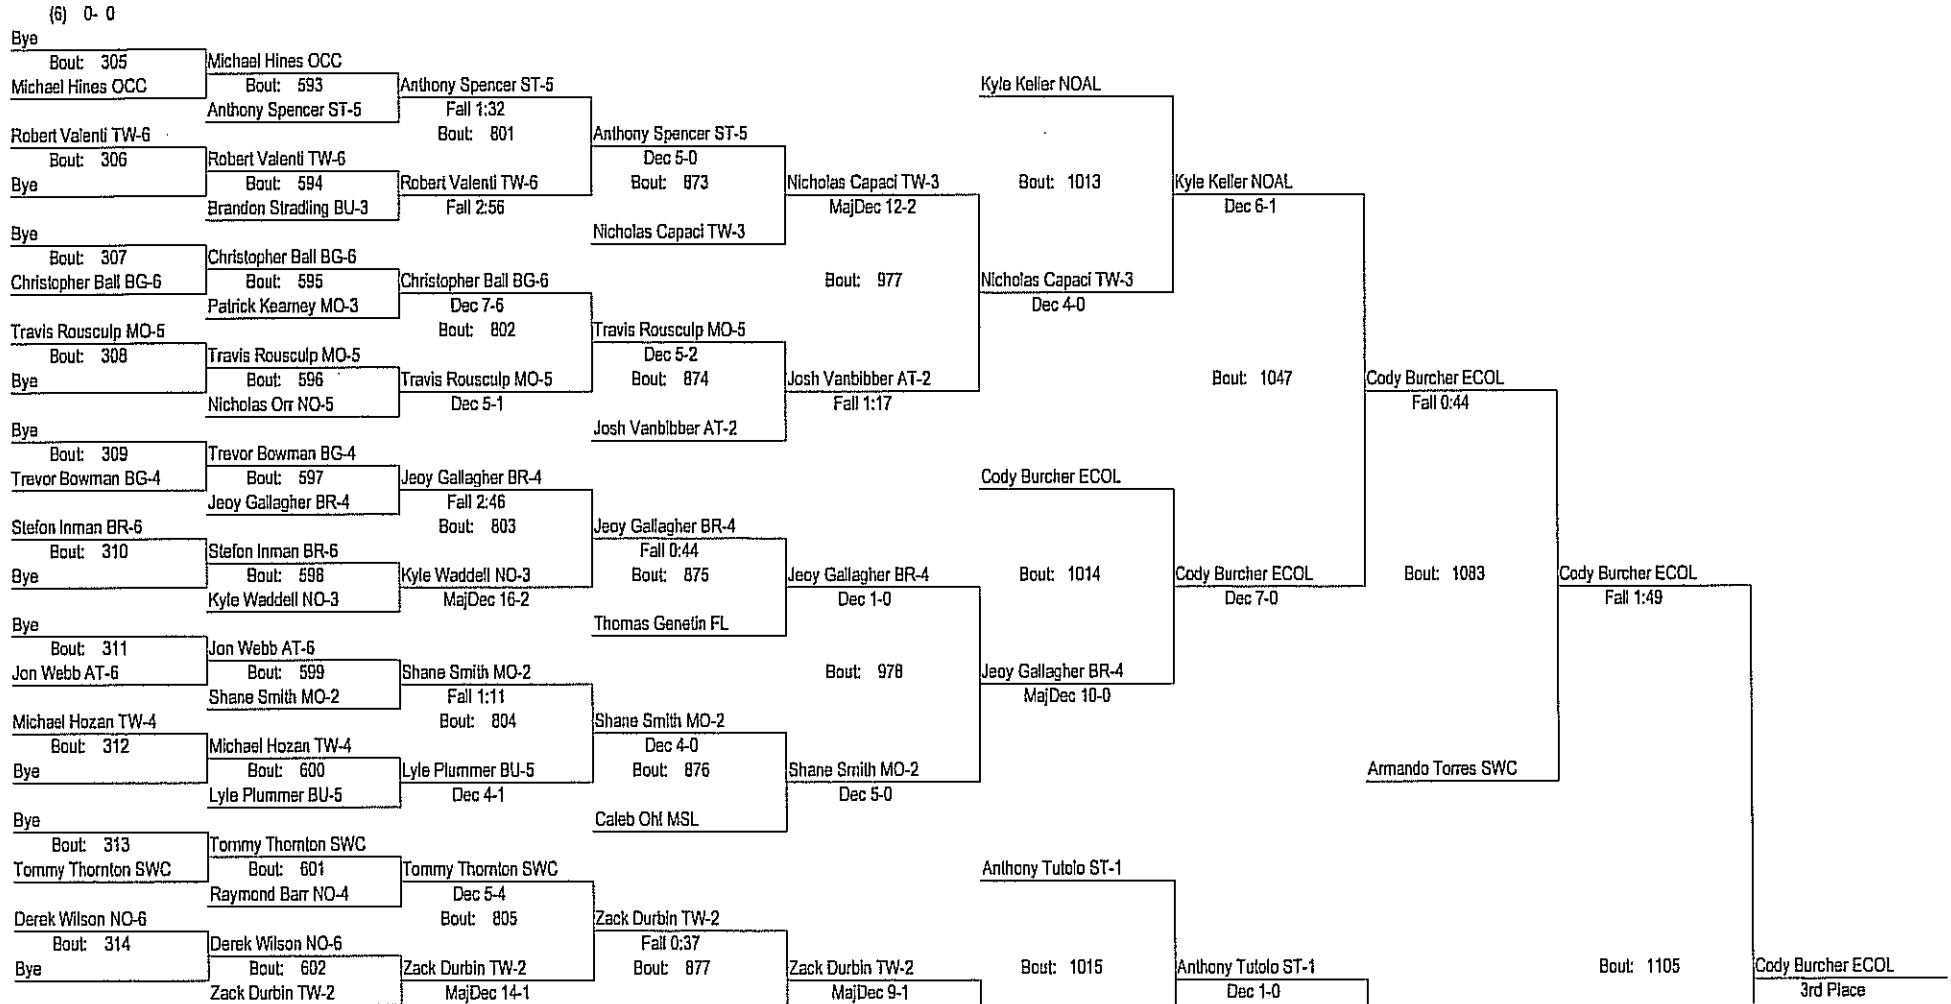 (6) 0- 0
Bye
Bout: 305
Michael Hines OCC
Michael Hines OCC
Bout: 593
Anthony Spencer ST-5
Anthony Spencer ST-5
Fall 1:32
Bout: 801
Robert Valenti TW-6
Bout: 306
Bye
Robert Valenti TW-6
Bout: 594
Brandon Stradling BU-3
Robert Valenti TW-6
Fall 2:56
Anthony Spencer ST-5
Dec 5-0
Bout: 873
Nicholas Capaci TW-3
Nicholas Capaci TW-3
MajDec 12-2
Bye
Bout: 307
Christopher Ball BG-6
Christopher Ball BG-6
Bout: 595
Patrick Kearney MO-3
Christopher Ball BG-6
Dec 7-6
Bout: 802
Travis Rousculp MO-5
Bout: 308
Bye
Travis Rousculp MO-5
Bout: 596
Nicholas Orr NO-5
Travis Rousculp MO-5
Dec 5-1
Travis Rousculp MO-5
Dec 5-2
Bout: 874
Josh Vanbibber AT-2
Josh Vanbibber AT-2
Fall 1:17
Bout: 977
Kyle Keller NOAL
Bout: 1013
Nicholas Capaci TW-3
Dec 4-0
Kyle Keller NOAL
Dec 6-1
Bye
Bout: 309
Trevor Bowman BG-4
Trevor Bowman BG-4
Bout: 597
Jeoy Gallagher BR-4
Jeoy Gallagher BR-4
Fall 2:46
Bout: 803
Stefon Inman BR-6
Bout: 310
Bye
Stefon Inman BR-6
Bout: 598
Kyle Waddell NO-3
Kyle Waddell NO-3
MajDec 16-2
Jeoy Gallagher BR-4
Fall 0:44
Bout: 875
Thomas Genetin FL
Jeoy Gallagher BR-4
Dec 1-0
Bye
Bout: 311
Jon Webb AT-6
Jon Webb AT-6
Bout: 599
Shane Smith MO-2
Shane Smith MO-2
Fall 1:11
Bout: 804
Michael Hozan TW-4
Bout: 312
Bye
Michael Hozan TW-4
Bout: 600
Lyle Plummer BU-5
Lyle Plummer BU-5
Dec 4-1
Shane Smith MO-2
Dec 4-0
Bout: 876
Caleb Ohl MSL
Shane Smith MO-2
Dec 5-0
Bout: 978
Cody Burcher ECOL
Bout: 1014
Jeoy Gallagher BR-4
MajDec 10-0
Cody Burcher ECOL
Dec 7-0
Bout: 1047
Cody Burcher ECOL
Fall 0:44
Bout: 1083
Armando Torres SWC
Cody Burcher ECOL
Fall 1:49
Bye
Bout: 313
Tommy Thornton SWC
Tommy Thornton SWC
Bout: 601
Raymond Barr NO-4
Tommy Thornton SWC
Dec 5-4
Bout: 805
Derek Wilson NO-6
Bout: 314
Bye
Derek Wilson NO-6
Bout: 602
Zack Durbin TW-2
Zack Durbin TW-2
MajDec 14-1
Zack Durbin TW-2
Fall 0:37
Bout: 877
Zack Durbin TW-2
MajDec 9-1
Anthony Tutolo ST-1
Bout: 1015
Anthony Tutolo ST-1
Dec 1-0
Bout: 1105
Cody Burcher ECOL
3rd Place